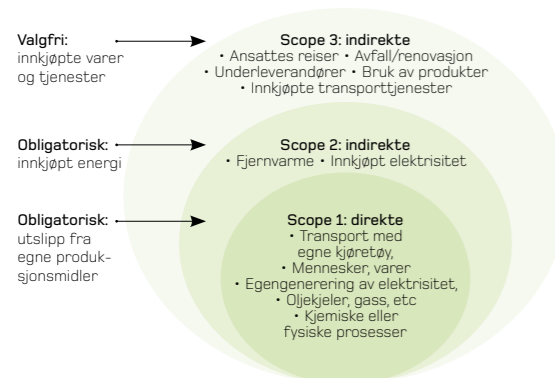 Valgfri:
innkjøpte varer
og tjenester
Scope 3: indirekte
• Ansattes reiser • Avfall/renovasjon
• Underleverandører • Bruk av produkter
• Innkjøpte transporttjenester
Obligatorisk:
innkjøpt energi
Scope 2: indirekte
• Fjernvarme • Innkjøpt elektrisitet
Obligatorisk:
utslipp fra
egne produk-
sjonsmidler
Scope 1: direkte
• Transport med
egne kjøretøy,
• Mennesker, varer
• Egengenerering av elektrisitet,
• Oljekjeler, gass, etc
• Kjemiske eller
fysiske prosesser